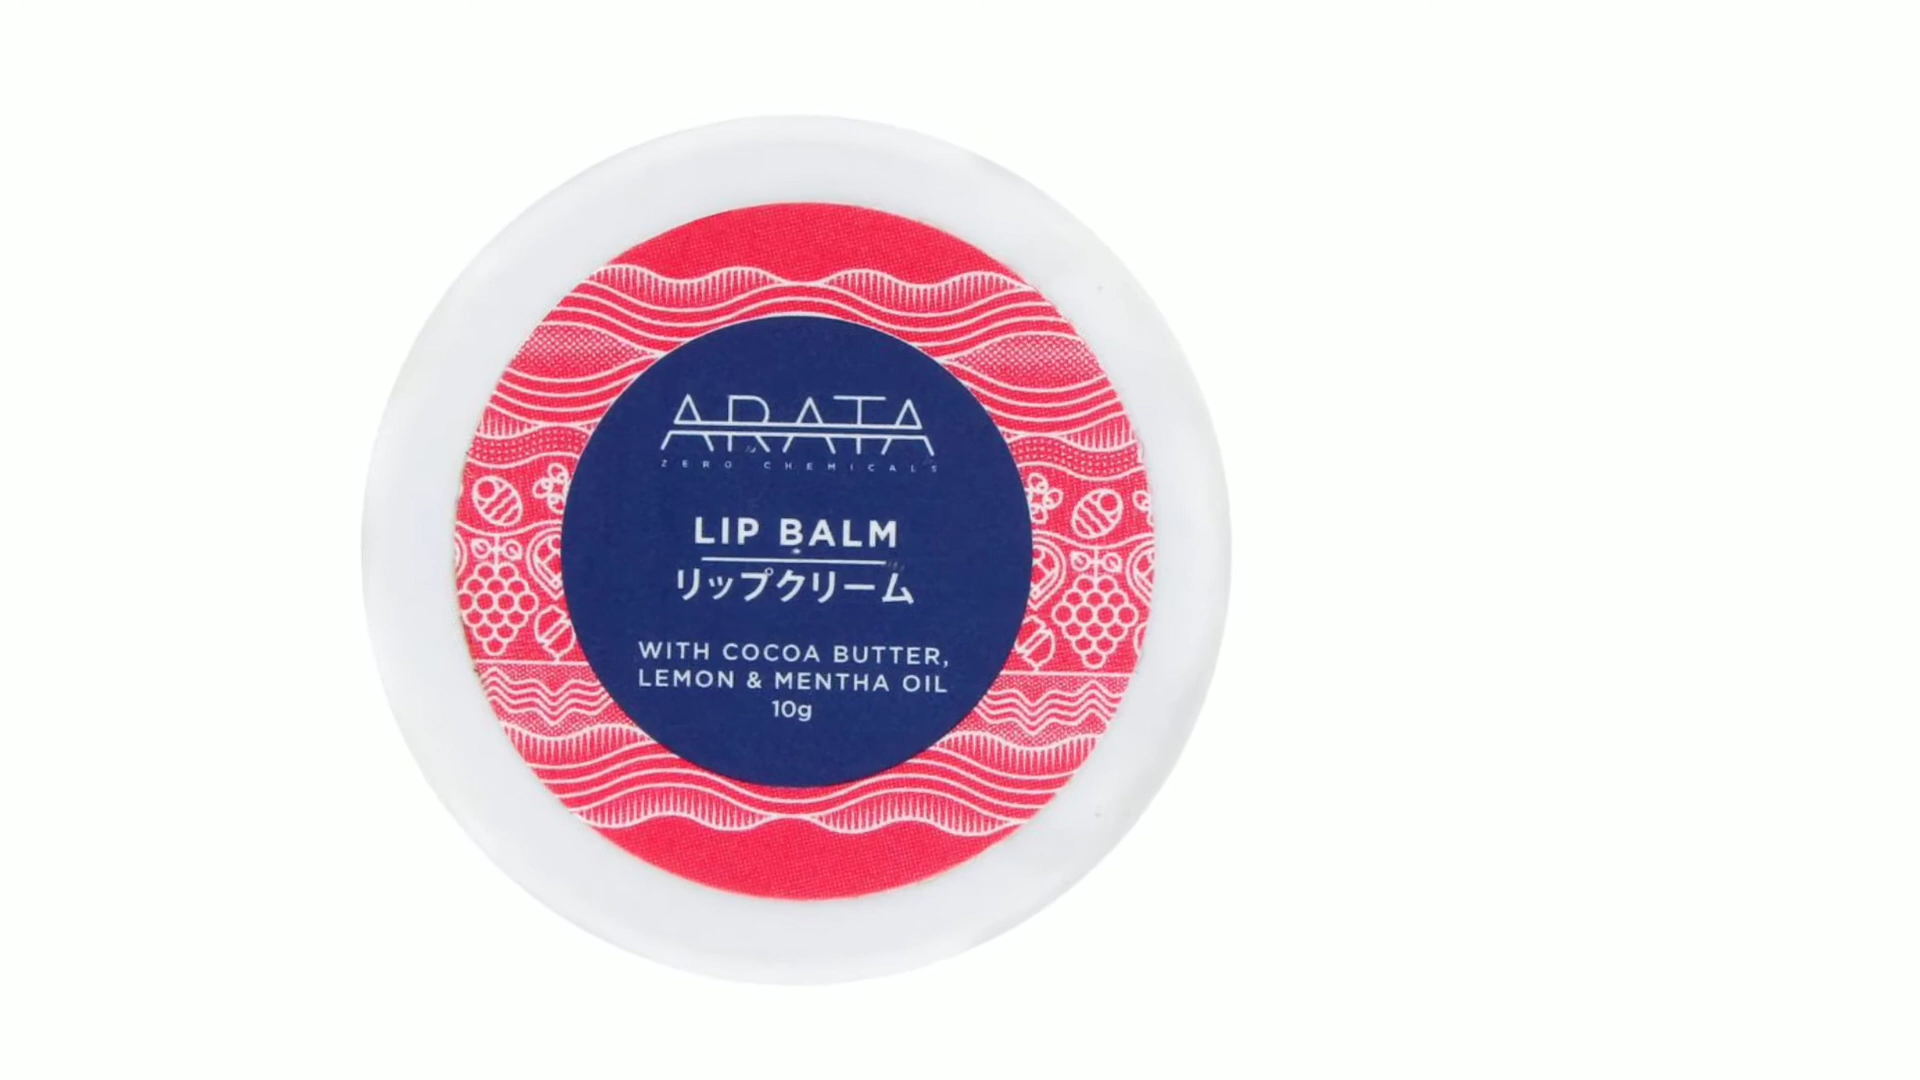 ARATA
ZERO CHEMICALS
LIP BALM
リップクリーム
WITH COCOA BUTTER,
LEMON & MENTHA OIL
10g